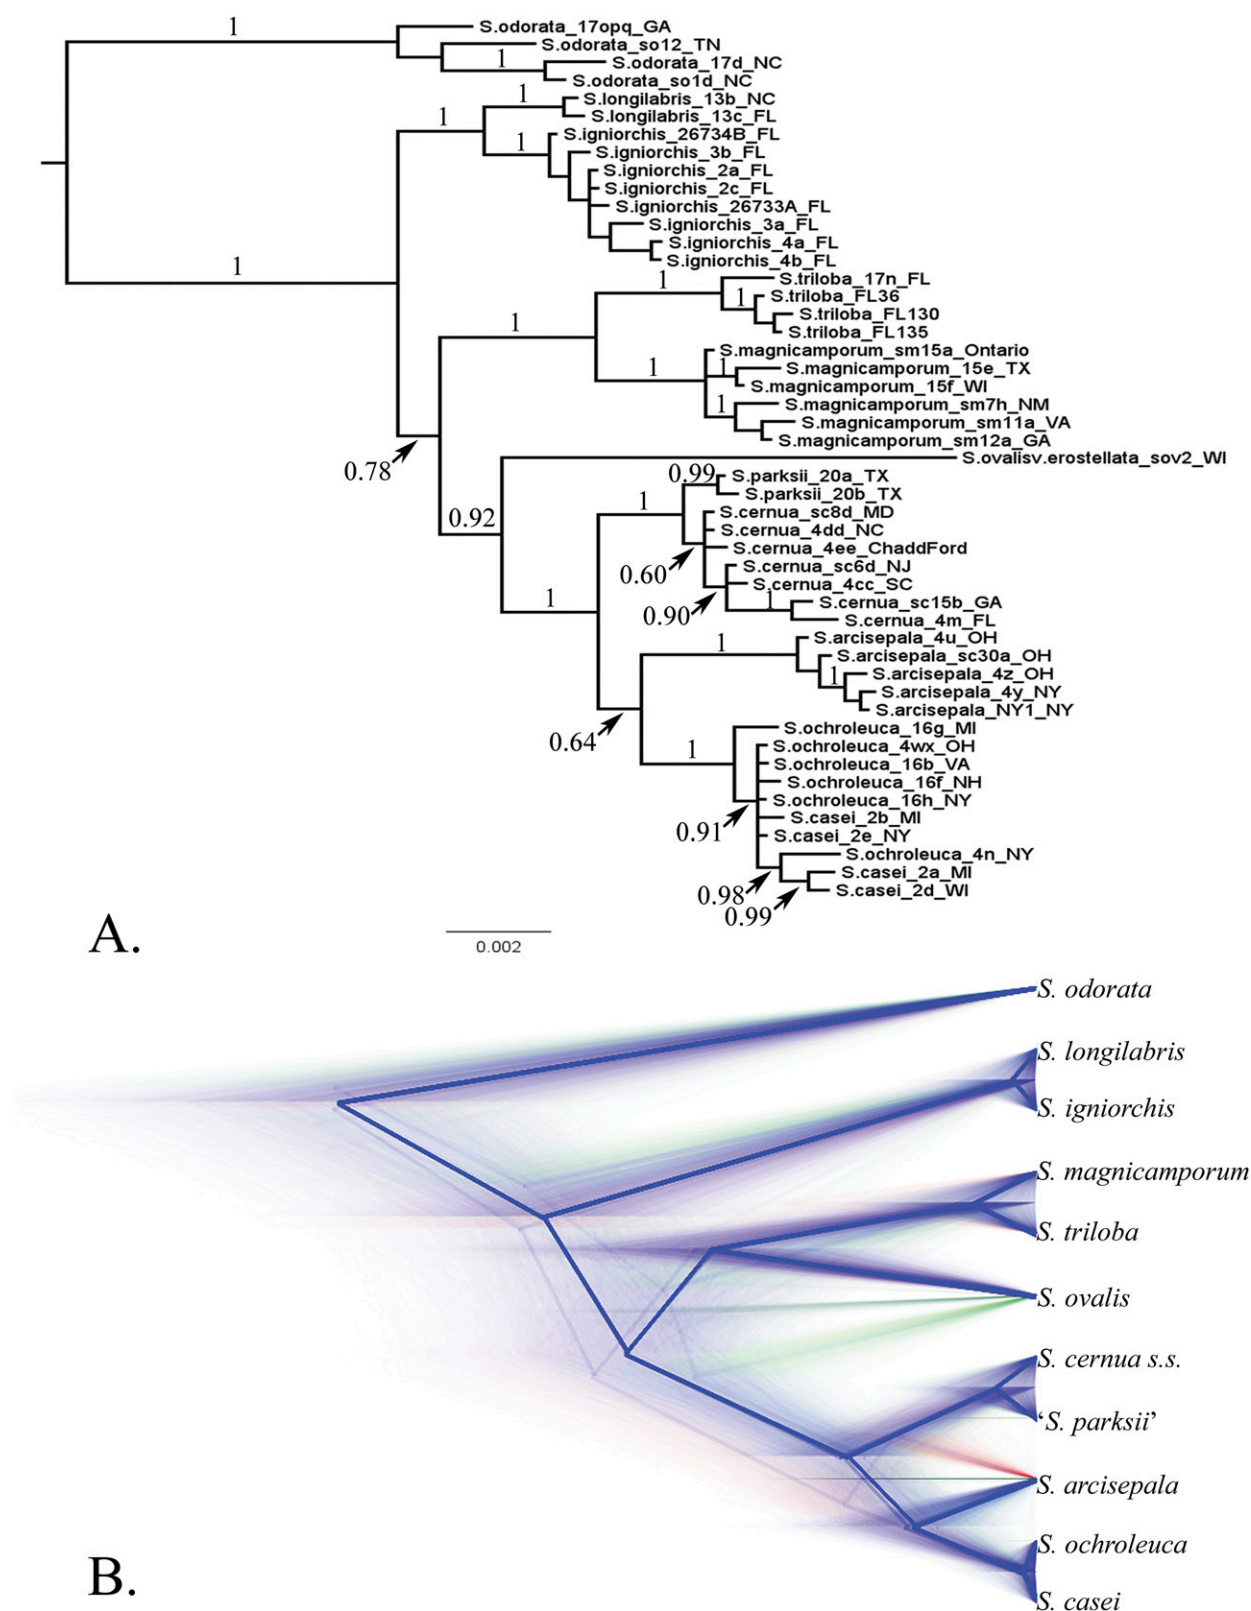 1
S.odorata_17opq_GA
S.odorata_so12_TN
1
S.odorata_17d_NC
S.odorata_so1d_NC
1
S.longilabris_13b_NC
1
S.longilabris_13c_FL
1
S.igniorchis_26734B_FL
S.igniorchis_3b_FL
S.igniorchis_2a_FL
S.igniorchis_2c_FL
S.igniorchis_26733A_FL
S.igniorchis_3a_FL
S.igniorchis_4a_FL
1
S.igniorchis_4b_FL
1
S.triloba_17n_FL
1
S.triloba_FL36
S.triloba_FL130
1
S.triloba_FL135
S.magnicamporum_sm15a_Ontario
1
1
S.magnicamporum_15e_TX
S.magnicamporum_15f_WI
1
S.magnicamporum_sm7h_NM
S.magnicamporum_sm11a_VA
S.magnicamporum_sm12a_GA
0.78
S.ovalisv.erostellata_sov2_WI
0.99
S.parksii_20a_TX
1
S.parksii_20b_TX
0.92
S.cernua_sc8d_MD
S.cernua_4dd_NC
S.cernua_4ee_ChaddFord
0.60
S.cernua_sc6d_NJ
S.cernua_4cc_SC
1
1
S.cernua_sc15b_GA
0.90
S.cernua_4m_FL
1
S.arcisepala_4u_OH
S.arcisepala_sc30a_OH
1
S.arcisepala_4z_OH
S.arcisepala_4y_NY
S.arcisepala_NY1_NY
0.64
S.ochroleuca_16g_MI
1
S.ochroleuca_4wx_OH
S.ochroleuca_16b_VA
S.ochroleuca_16f_NH
S.ochroleuca_16h_NY
S.casei_2b_MI
0.91
S.casei_2e_NY
S.ochroleuca_4n_NY
S.casei_2a_MI
0.98
S.casei_2d_WI
0.99
A.
0.002
S. odorata
S. longilabris
S. igniorchis
S. magnicamporum
S. triloba
S. ovalis
S. cernua s.s.
‘S. parksii’
S. arcisepala
S. ochroleuca
B.
S. casei